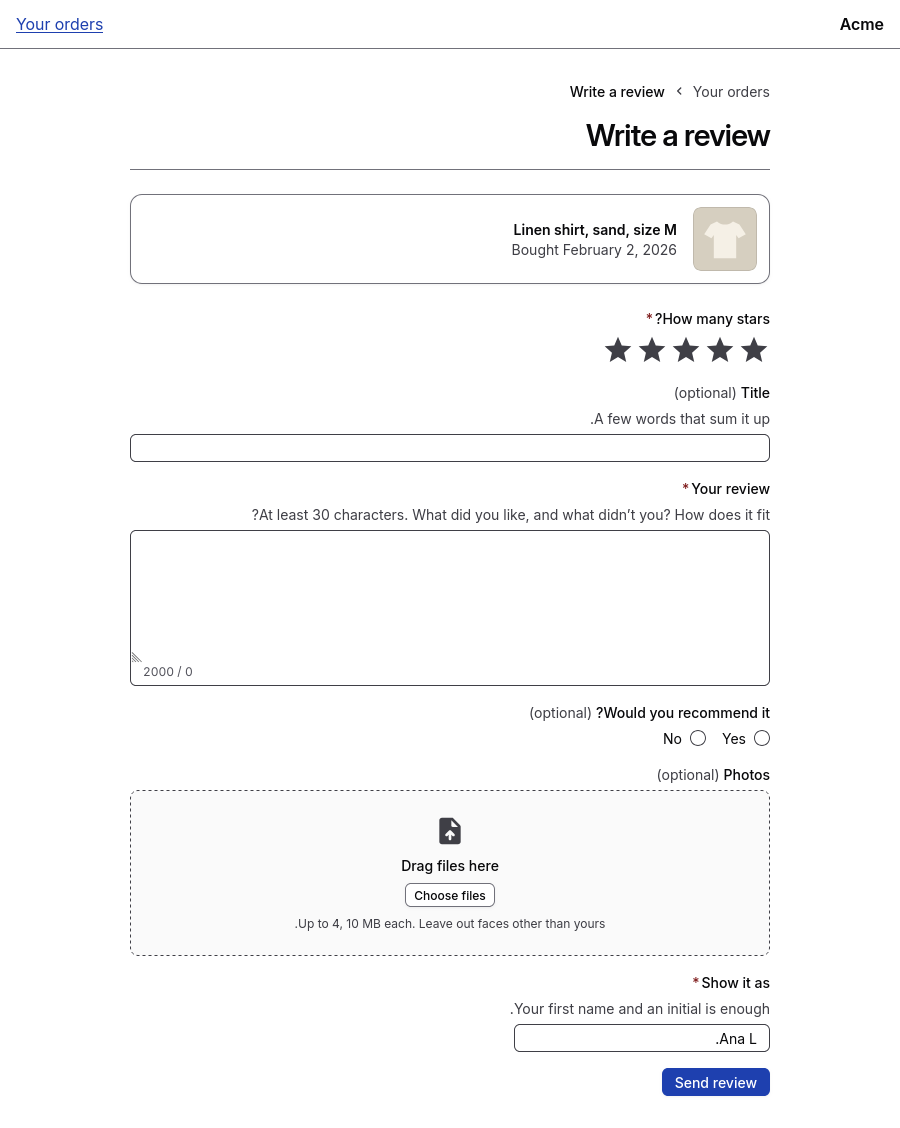 Acme
Your orders
Your orders Write a review
Write a review
Linen shirt, sand, size M
Bought February 2, 2026
How many stars?*
Title (optional)
A few words that sum it up.
Your review*
At least 30 characters. What did you like, and what didn’t you? How does it fit?
0 / 2000
Would you recommend it? (optional)
Yes No
Photos (optional)
Drag files here
Choose files
Up to 4, 10 MB each. Leave out faces other than yours.
Show it as*
Your first name and an initial is enough.
Ana L.
Send review